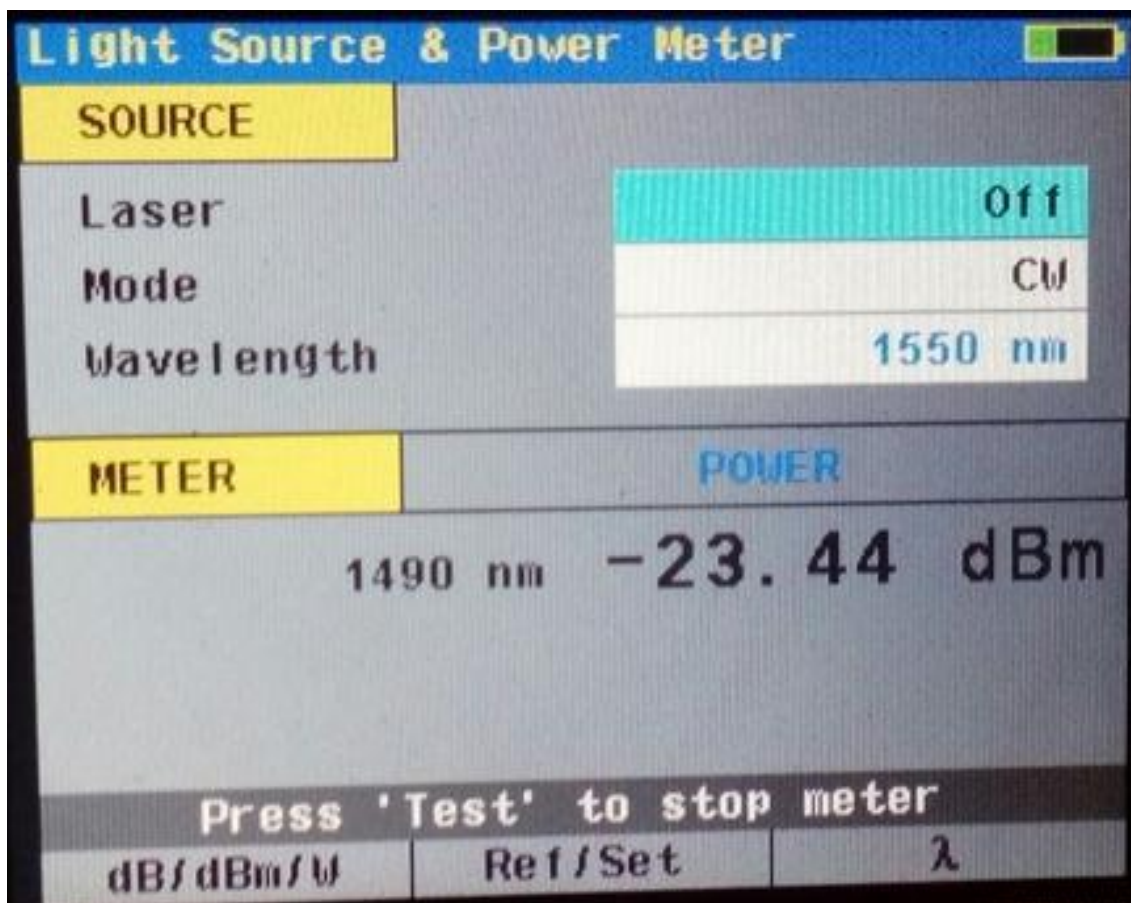 Light Source & Power Meter
SOURCE
Laser Off
Mode CW
Wavelength 1550 nm
METER POWER
1490 nm -23.44 dBm
Press 'Test' to stop meter
dB/dBm/W Ref/Set λ